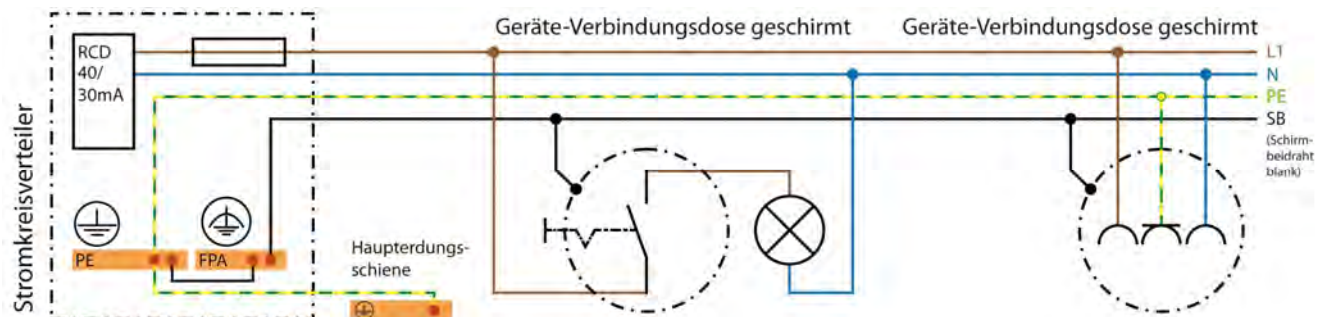 Geräte-Verbindungsdose geschirmt
Geräte-Verbindungsdose geschirmt
RCD
40/
30mA
L1
N
PE
SB
(Schirm-
beidraht
blank)
Stromkreisverteiler
PE
FPA
Haupterdungs-
schiene